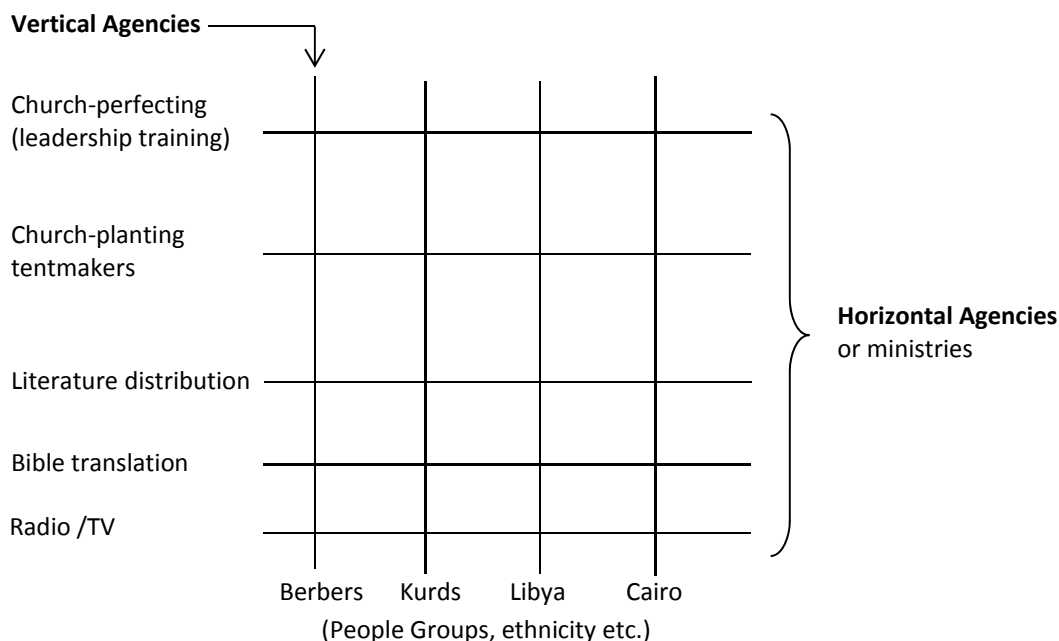 Vertical Agencies
Church-perfecting
(leadership training)
Church-planting
tentmakers
Literature distribution
Bible translation
Radio /TV
Horizontal Agencies
or ministries
Berbers Kurds Libya Cairo
(People Groups, ethnicity etc.)